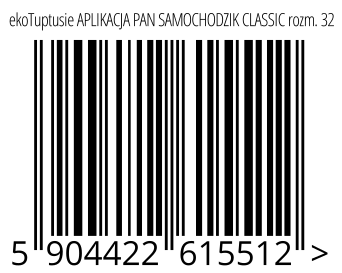 ekoTuptusie APLIKACJA PAN SAMOCHODZIK CLASSIC rozm. 32
5 904422 615512 >